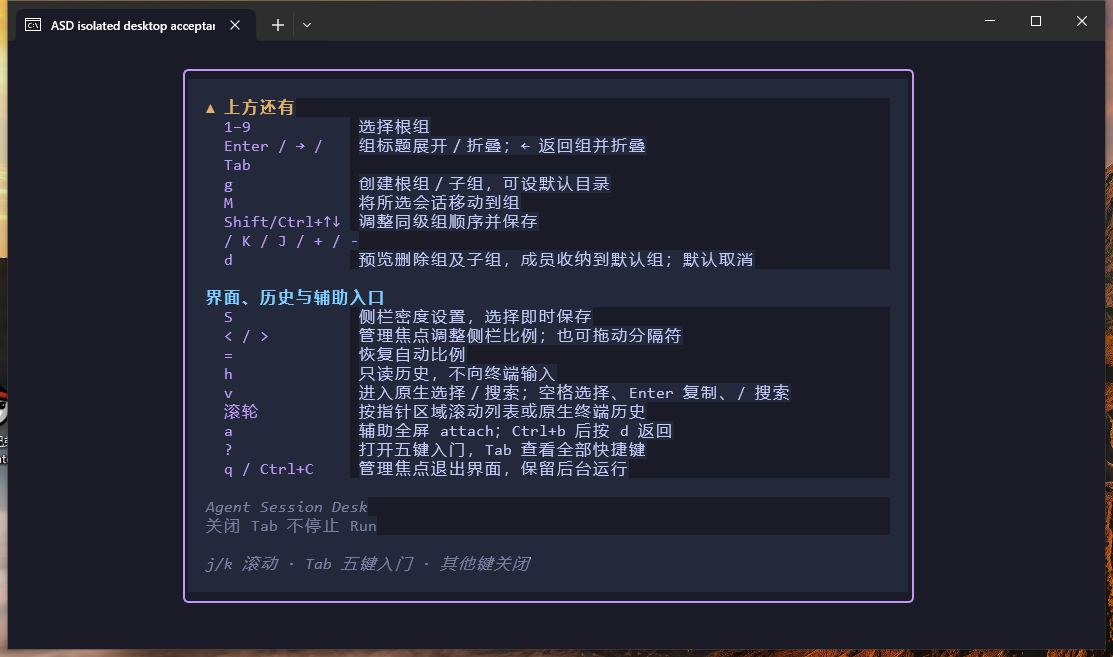 ASD isolated desktop acceptar
▲ 上方还有
1-9 选择根组
Enter / → / 组标题展开 / 折叠; ← 返回组并折叠
Tab
g 创建根组 / 子组, 可设默认目录
M 将所选会话移动到组
Shift/Ctrl+↑↓ 调整同级组顺序并保存
/ K / J / + / -
d 预览删除组及子组, 成员收纳到默认组; 默认取消
界面、历史与辅助入口
S 侧栏密度设置, 选择即时保存
< / > 管理焦点调整侧栏比例; 也可拖动分隔符
= 恢复自动比例
h 只读历史, 不向终端输入
v 进入原生选择 / 搜索; 空格选择、Enter 复制、/ 搜索
滚轮 按指针区域滚动列表或原生终端历史
a 辅助全屏 attach; Ctrl+b 后按 d 返回
? 打开五键入门, Tab 查看全部快捷键
q / Ctrl+C 管理焦点退出界面, 保留后台运行
Agent Session Desk
关闭 Tab 不停止 Run
j/k 滚动 · Tab 五键入门 · 其他键关闭